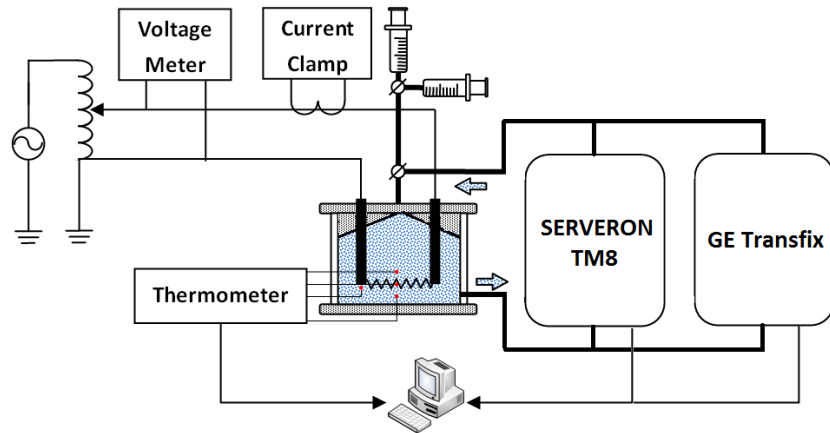 Voltage
Meter
Current
Clamp
SERVERON
TM8
GE Transfix
Thermometer